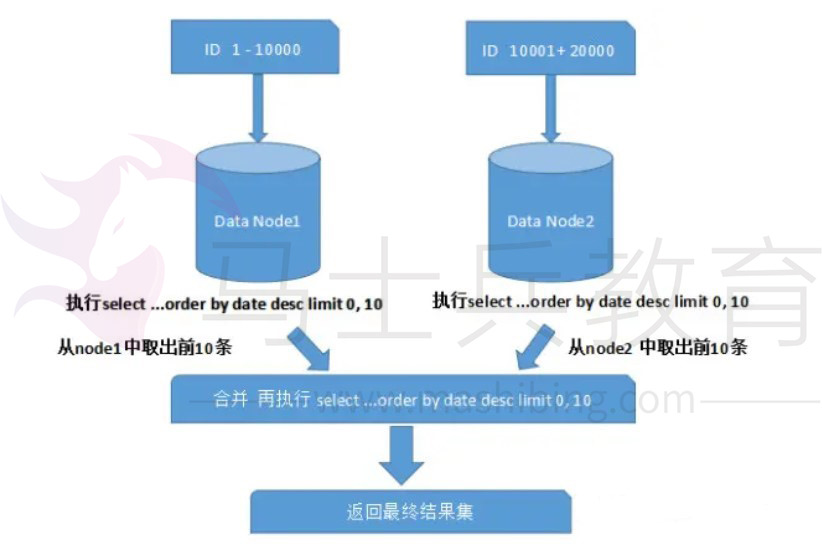 ID 1 - 10000
ID 10001+ 20000
Data Node1
Data Node2
马士兵教育
执行select ...order by date desc limit 0, 10
执行select ...order by date desc limit 0, 10
从node1中取出前10条
从node2 中取出前10条
合并 再执行 select ...order by date desc limit 0, 10
www.mashibing.com
返回最终结果集